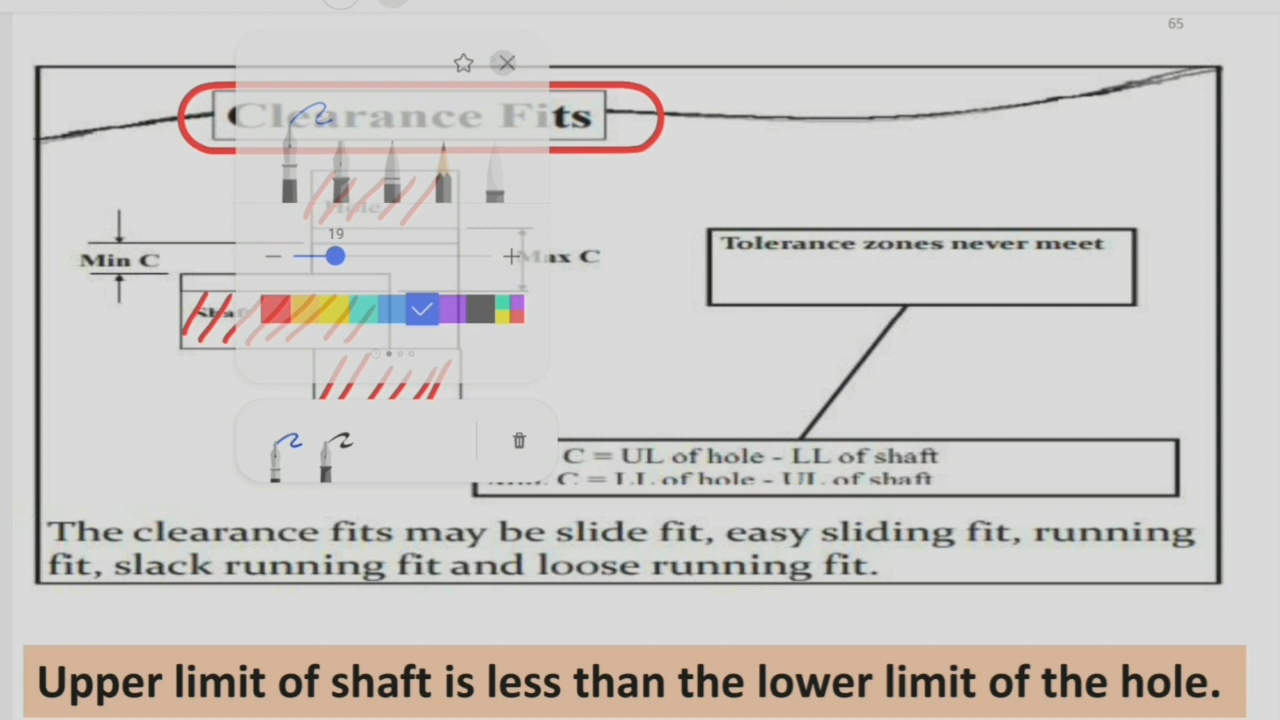 65
Clearance Fits
Hole
19
Min C
Max C
Tolerance zones never meet
C = UL of hole - LL of shaft
C = LL of hole - UL of shaft
The clearance fits may be slide fit, easy sliding fit, running
fit, slack running fit and loose running fit.
Upper limit of shaft is less than the lower limit of the hole.